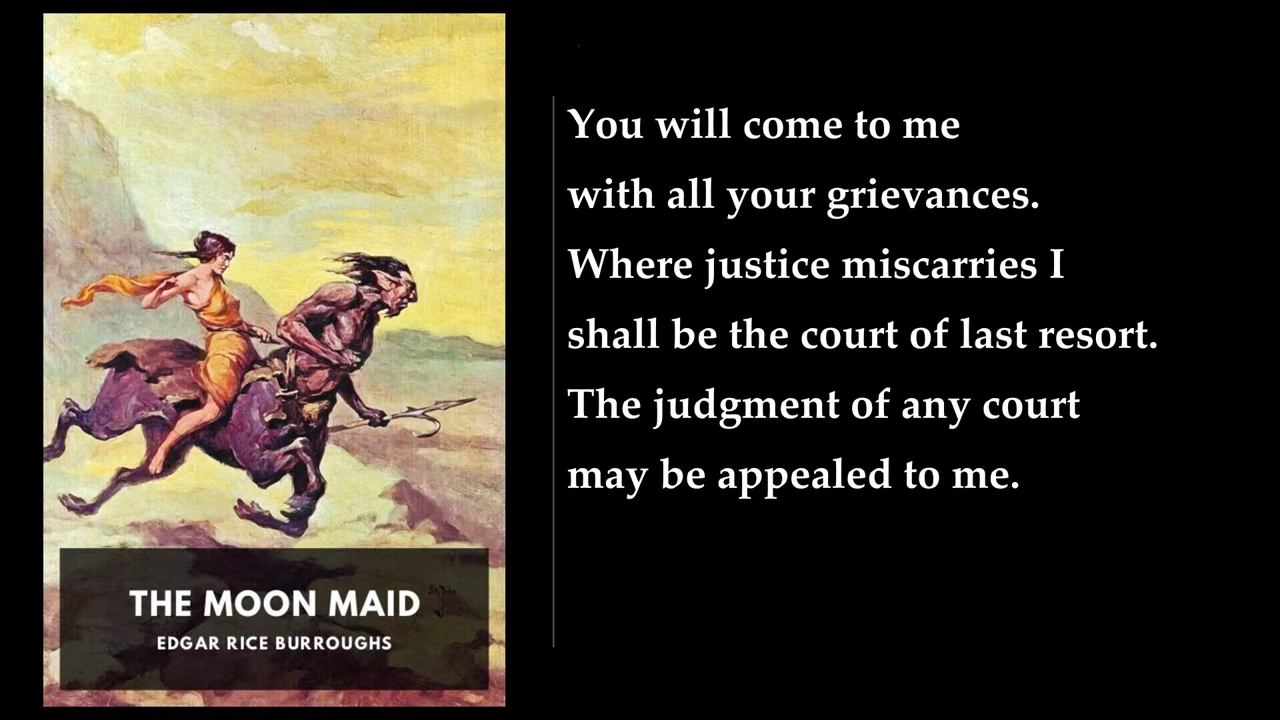 You will come to me
with all your grievances.
Where justice miscarries I
shall be the court of last resort.
The judgment of any court
may be appealed to me.
THE MOON MAID
EDGAR RICE BURROUGHS